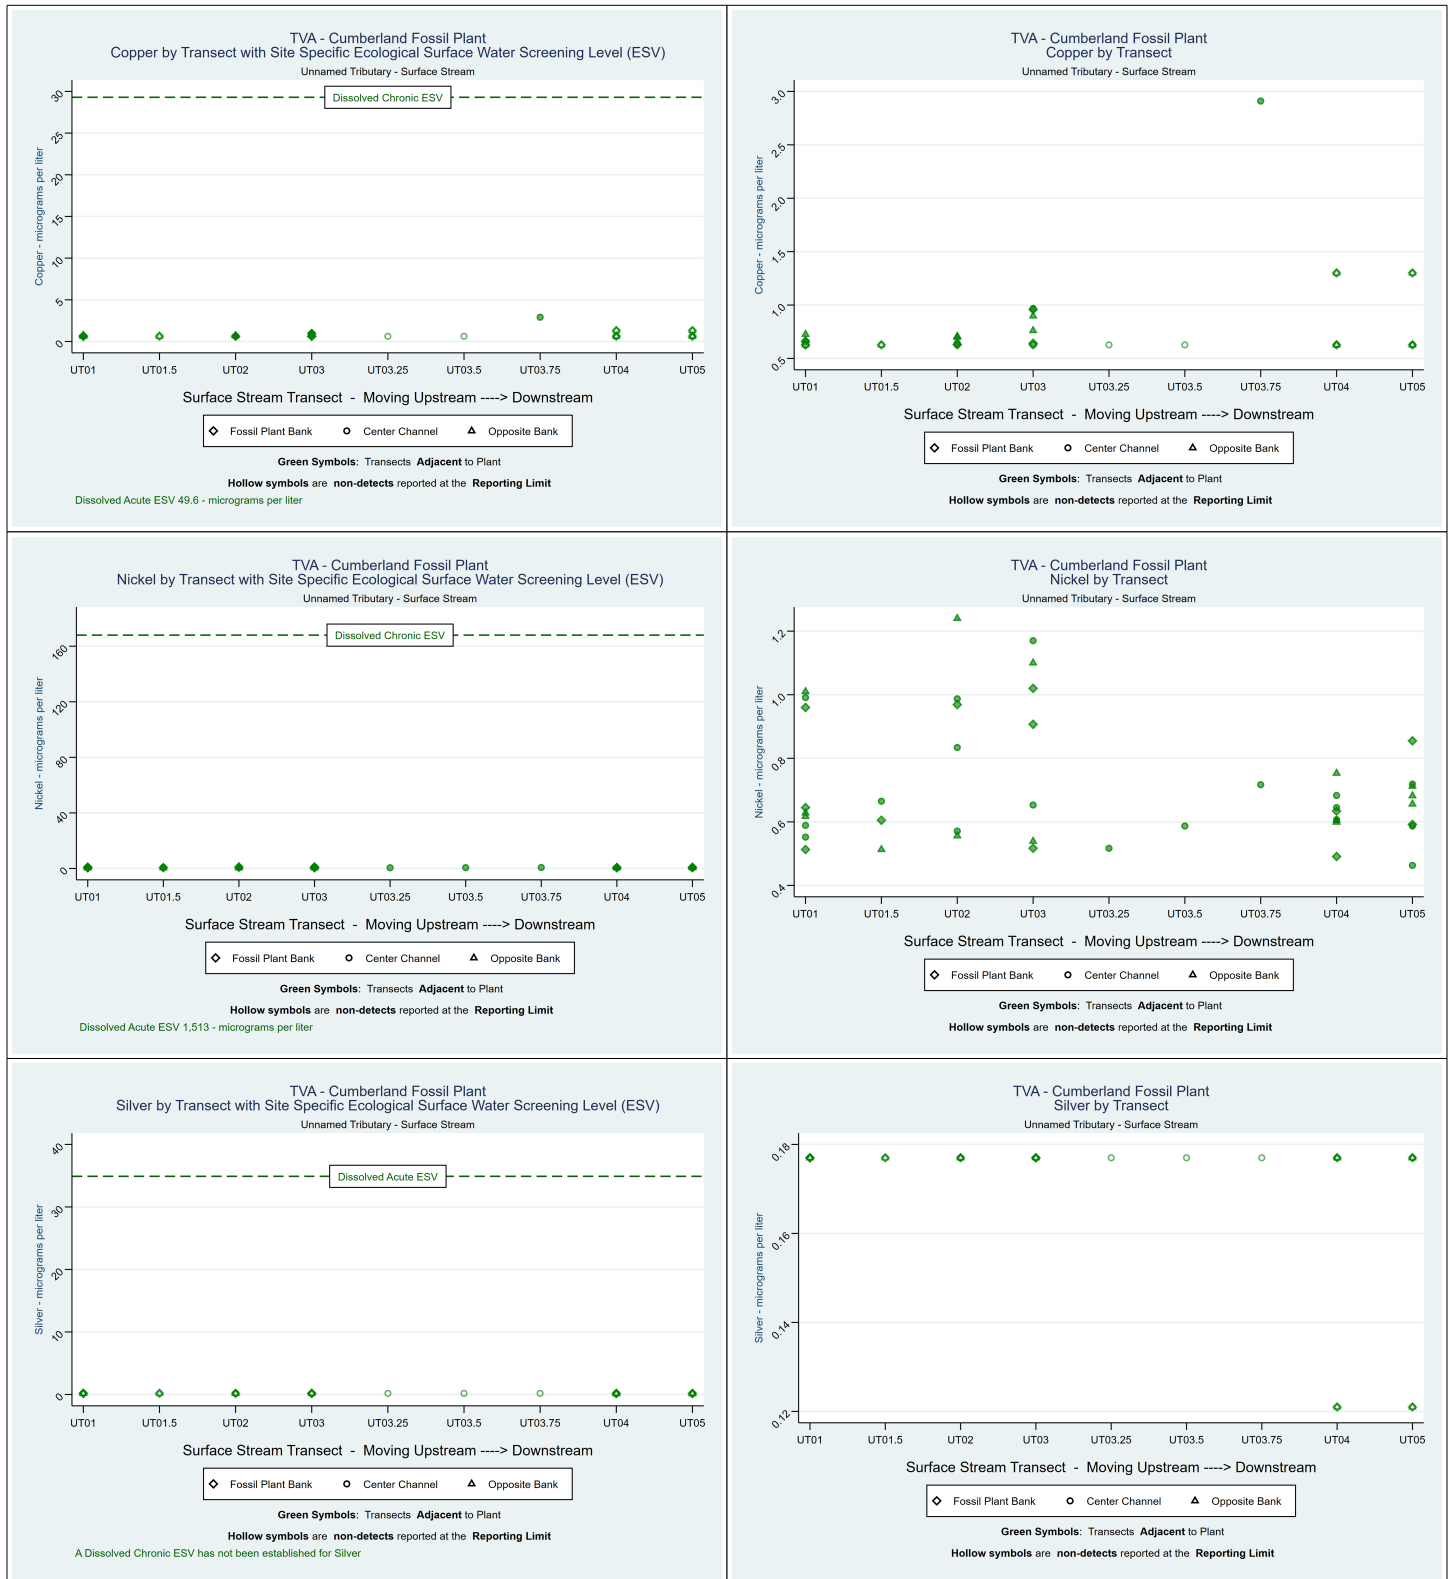 TVA - Cumberland Fossil Plant
Copper by Transect with Site Specific Ecological Surface Water Screening Level (ESV)
Unnamed Tributary - Surface Stream
Copper - micrograms per liter
30
25
20
15
10
5
0
Dissolved Chronic ESV
UT01 UT01.5 UT02 UT03 UT03.25 UT03.5 UT03.75 UT04 UT05
Surface Stream Transect - Moving Upstream ----> Downstream
Fossil Plant Bank Center Channel Opposite Bank
Green Symbols: Transects Adjacent to Plant
Hollow symbols are non-detects reported at the Reporting Limit
Dissolved Acute ESV 49.6 - micrograms per liter
TVA - Cumberland Fossil Plant
Copper by Transect
Unnamed Tributary - Surface Stream
Copper - micrograms per liter
3.0
2.5
2.0
1.5
1.0
0.5
UT01 UT01.5 UT02 UT03 UT03.25 UT03.5 UT03.75 UT04 UT05
Surface Stream Transect - Moving Upstream ----> Downstream
Fossil Plant Bank Center Channel Opposite Bank
Green Symbols: Transects Adjacent to Plant
Hollow symbols are non-detects reported at the Reporting Limit
TVA - Cumberland Fossil Plant
Nickel by Transect with Site Specific Ecological Surface Water Screening Level (ESV)
Unnamed Tributary - Surface Stream
Nickel - micrograms per liter
160
120
80
40
0
Dissolved Chronic ESV
UT01 UT01.5 UT02 UT03 UT03.25 UT03.5 UT03.75 UT04 UT05
Surface Stream Transect - Moving Upstream ----> Downstream
Fossil Plant Bank Center Channel Opposite Bank
Green Symbols: Transects Adjacent to Plant
Hollow symbols are non-detects reported at the Reporting Limit
Dissolved Acute ESV 1,513 - micrograms per liter
TVA - Cumberland Fossil Plant
Nickel by Transect
Unnamed Tributary - Surface Stream
Nickel - micrograms per liter
1.2
1.0
0.8
0.6
0.4
UT01 UT01.5 UT02 UT03 UT03.25 UT03.5 UT03.75 UT04 UT05
Surface Stream Transect - Moving Upstream ----> Downstream
Fossil Plant Bank Center Channel Opposite Bank
Green Symbols: Transects Adjacent to Plant
Hollow symbols are non-detects reported at the Reporting Limit
TVA - Cumberland Fossil Plant
Silver by Transect with Site Specific Ecological Surface Water Screening Level (ESV)
Unnamed Tributary - Surface Stream
Silver - micrograms per liter
40
30
20
10
0
Dissolved Acute ESV
UT01 UT01.5 UT02 UT03 UT03.25 UT03.5 UT03.75 UT04 UT05
Surface Stream Transect - Moving Upstream ----> Downstream
Fossil Plant Bank Center Channel Opposite Bank
Green Symbols: Transects Adjacent to Plant
Hollow symbols are non-detects reported at the Reporting Limit
A Dissolved Chronic ESV has not been established for Silver
TVA - Cumberland Fossil Plant
Silver by Transect
Unnamed Tributary - Surface Stream
Silver - micrograms per liter
0.18
0.16
0.14
0.12
UT01 UT01.5 UT02 UT03 UT03.25 UT03.5 UT03.75 UT04 UT05
Surface Stream Transect - Moving Upstream ----> Downstream
Fossil Plant Bank Center Channel Opposite Bank
Green Symbols: Transects Adjacent to Plant
Hollow symbols are non-detects reported at the Reporting Limit